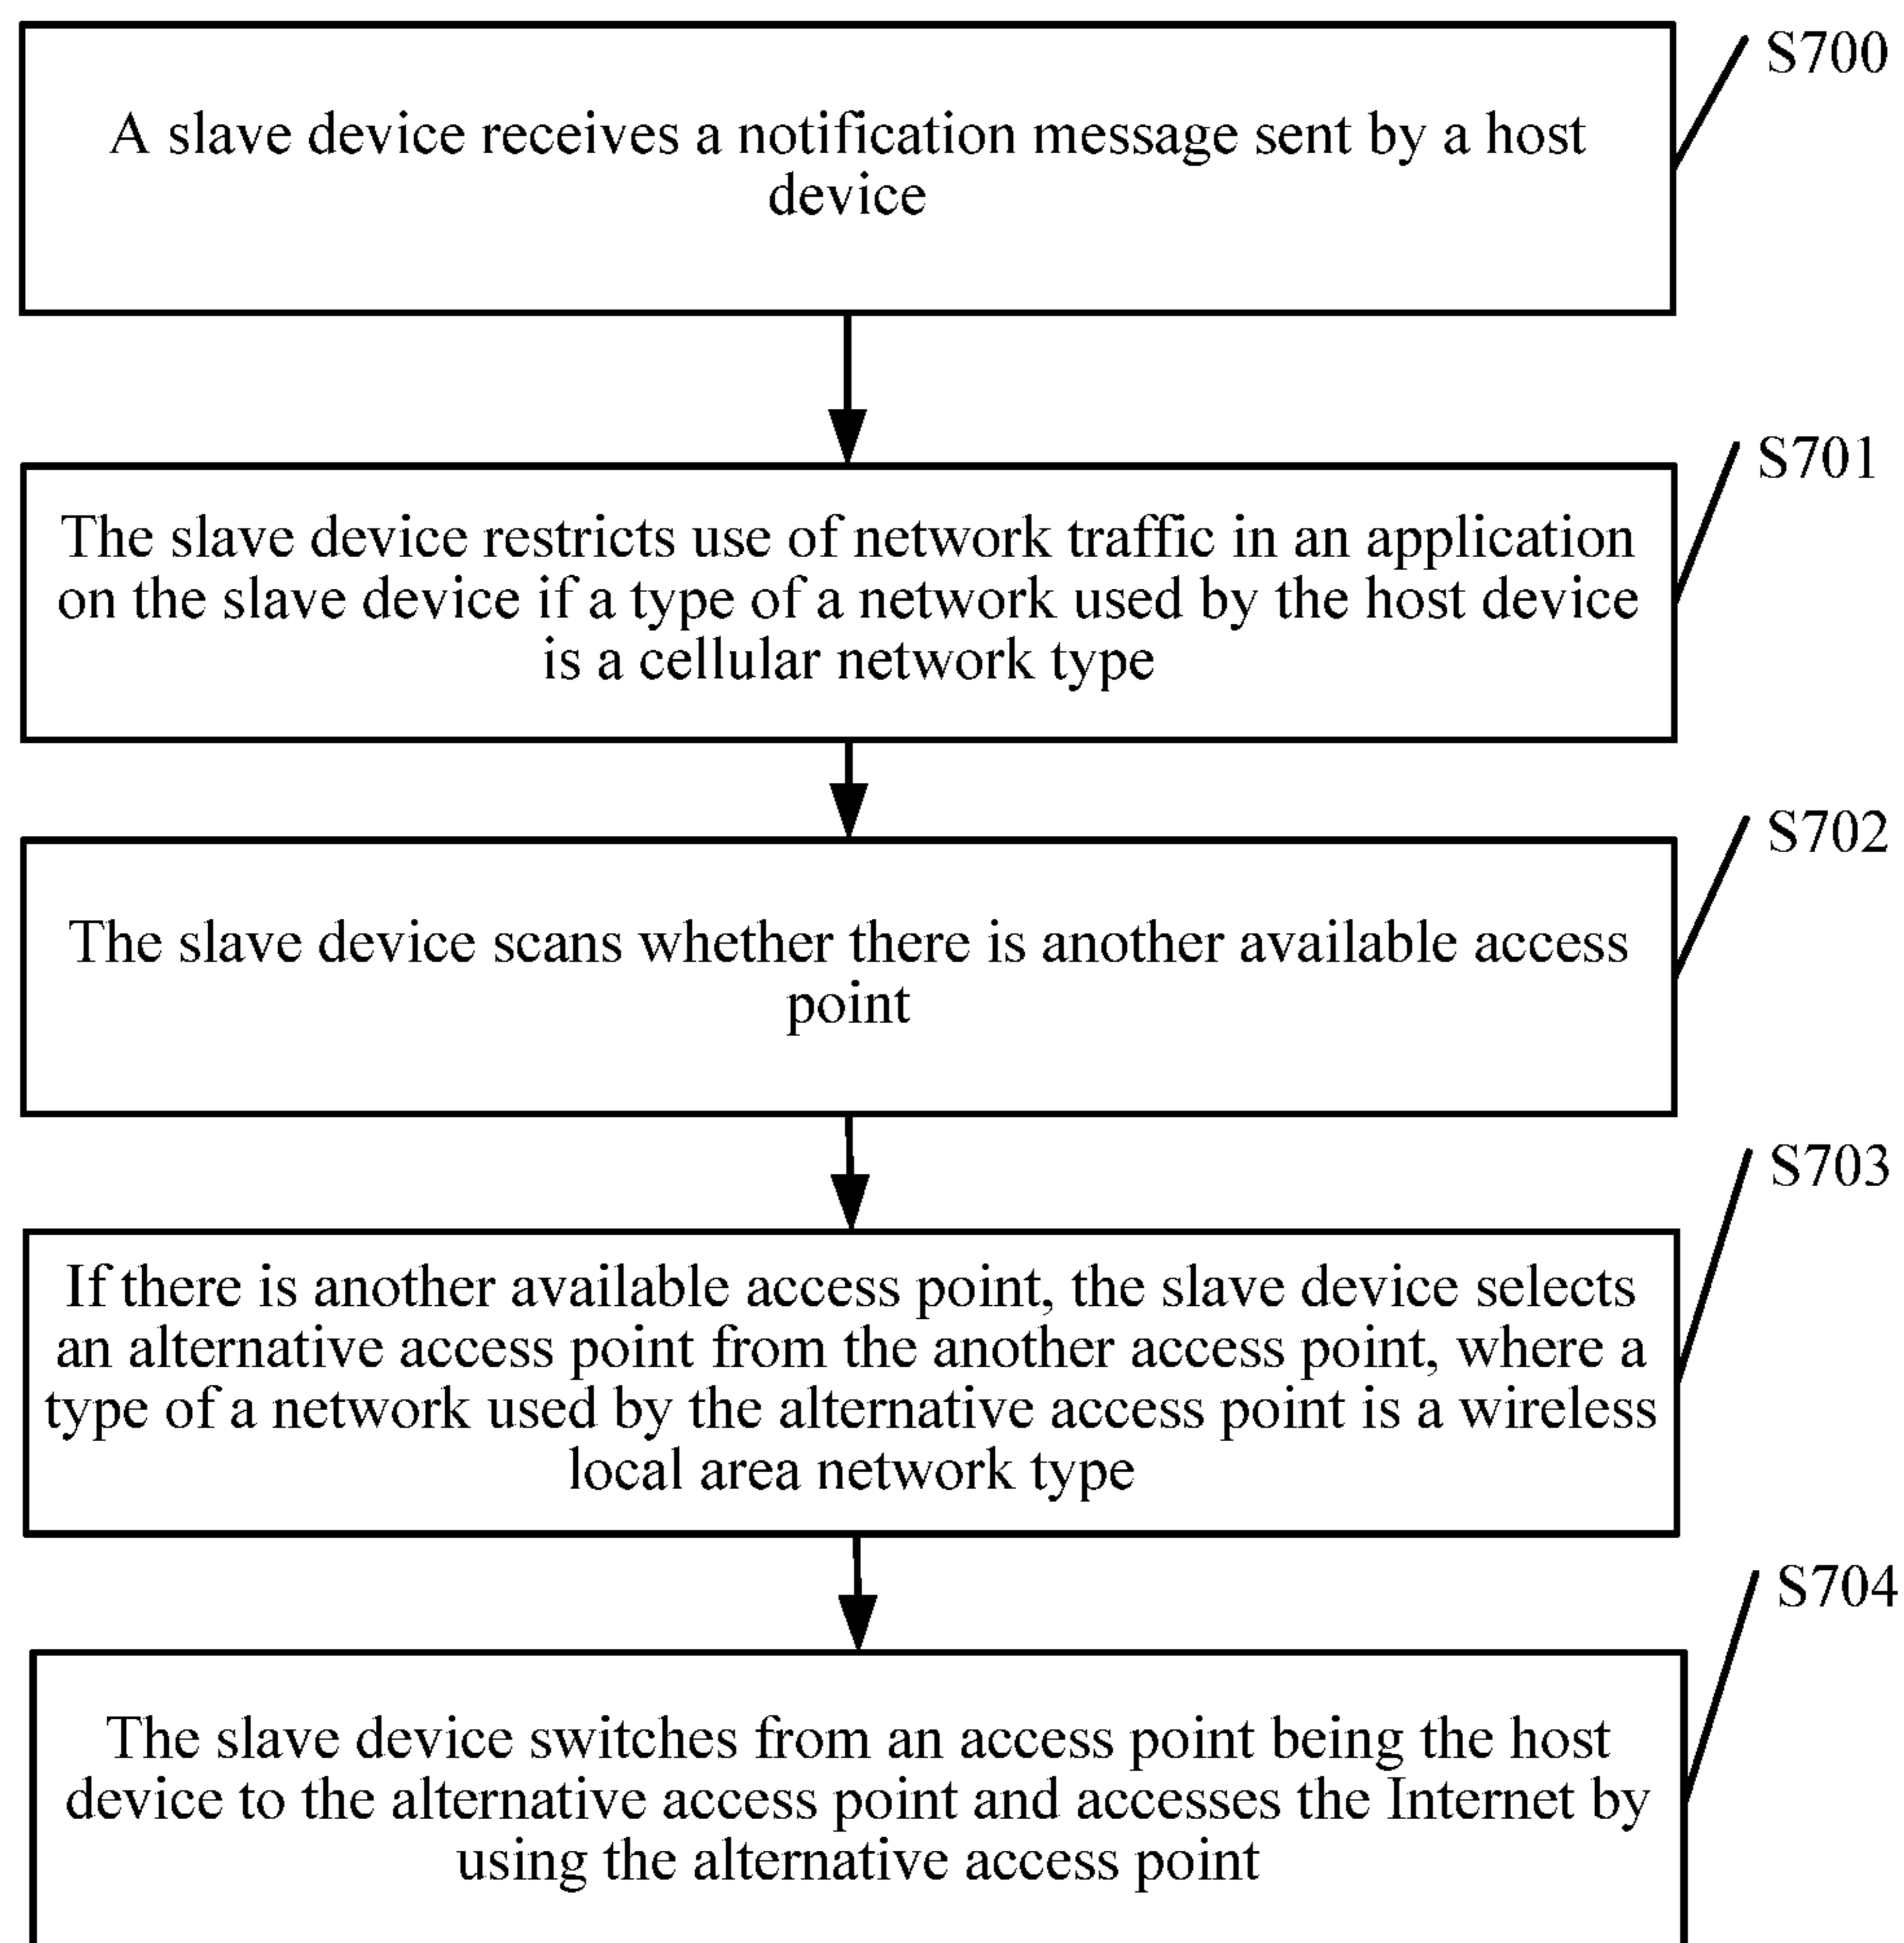 S700
A slave device receives a notification message sent by a host
device
S701
The slave device restricts use of network traffic in an application
on the slave device if a type of a network used by the host device
is a cellular network type
S702
The slave device scans whether there is another available access
point
S703
If there is another available access point, the slave device selects
an alternative access point from the another access point, where a
type of a network used by the alternative access point is a wireless
local area network type
S704
The slave device switches from an access point being the host
device to the alternative access point and accesses the Internet by
using the alternative access point